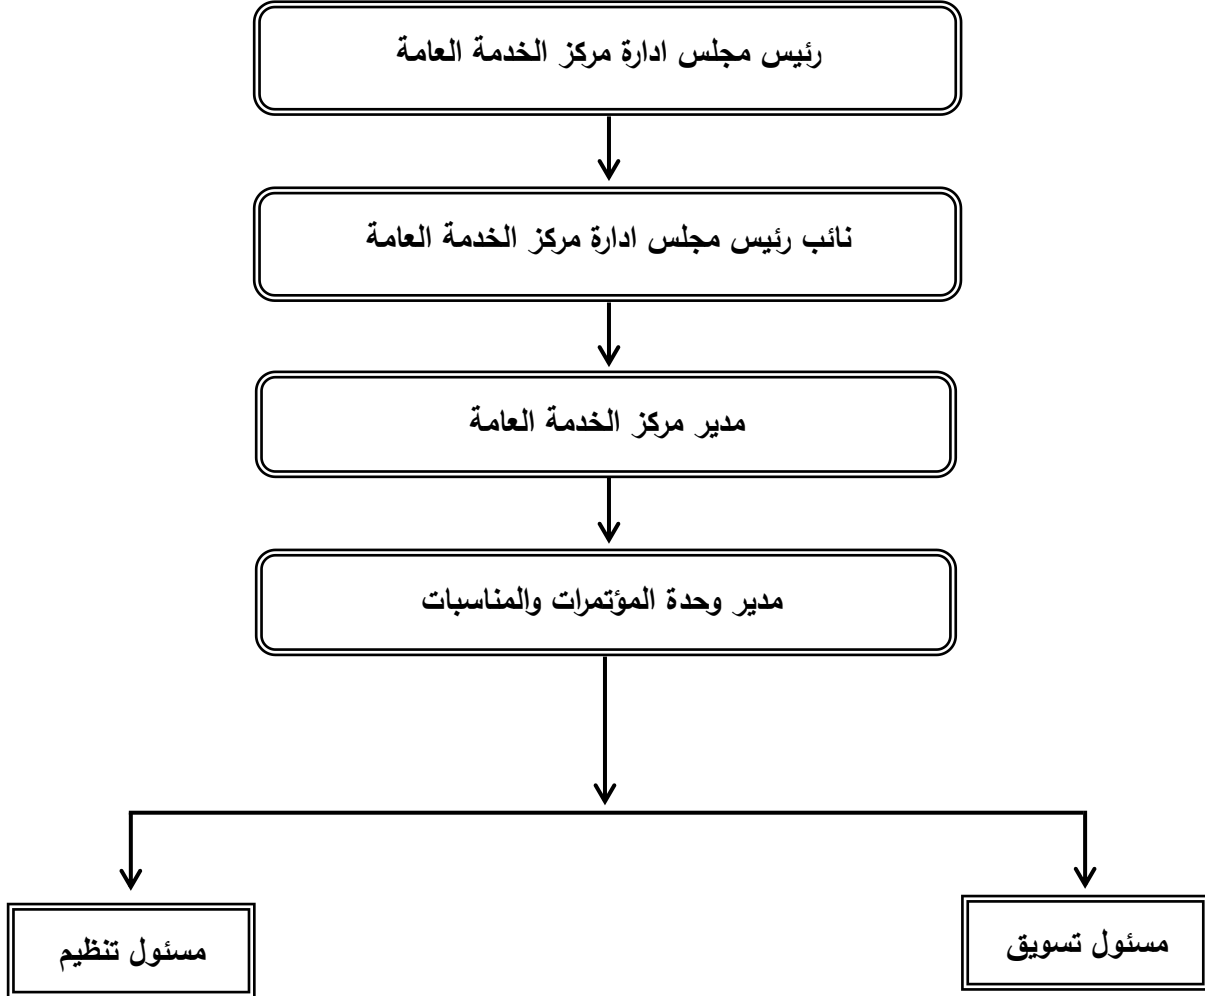 رئيس مجلس ادارة مركز الخدمة العامة
نائب رئيس مجلس ادارة مركز الخدمة العامة
مدير مركز الخدمة العامة
مدير وحدة المؤتمرات والمناسبات
مسئول تسويق
مسئول تنظيم